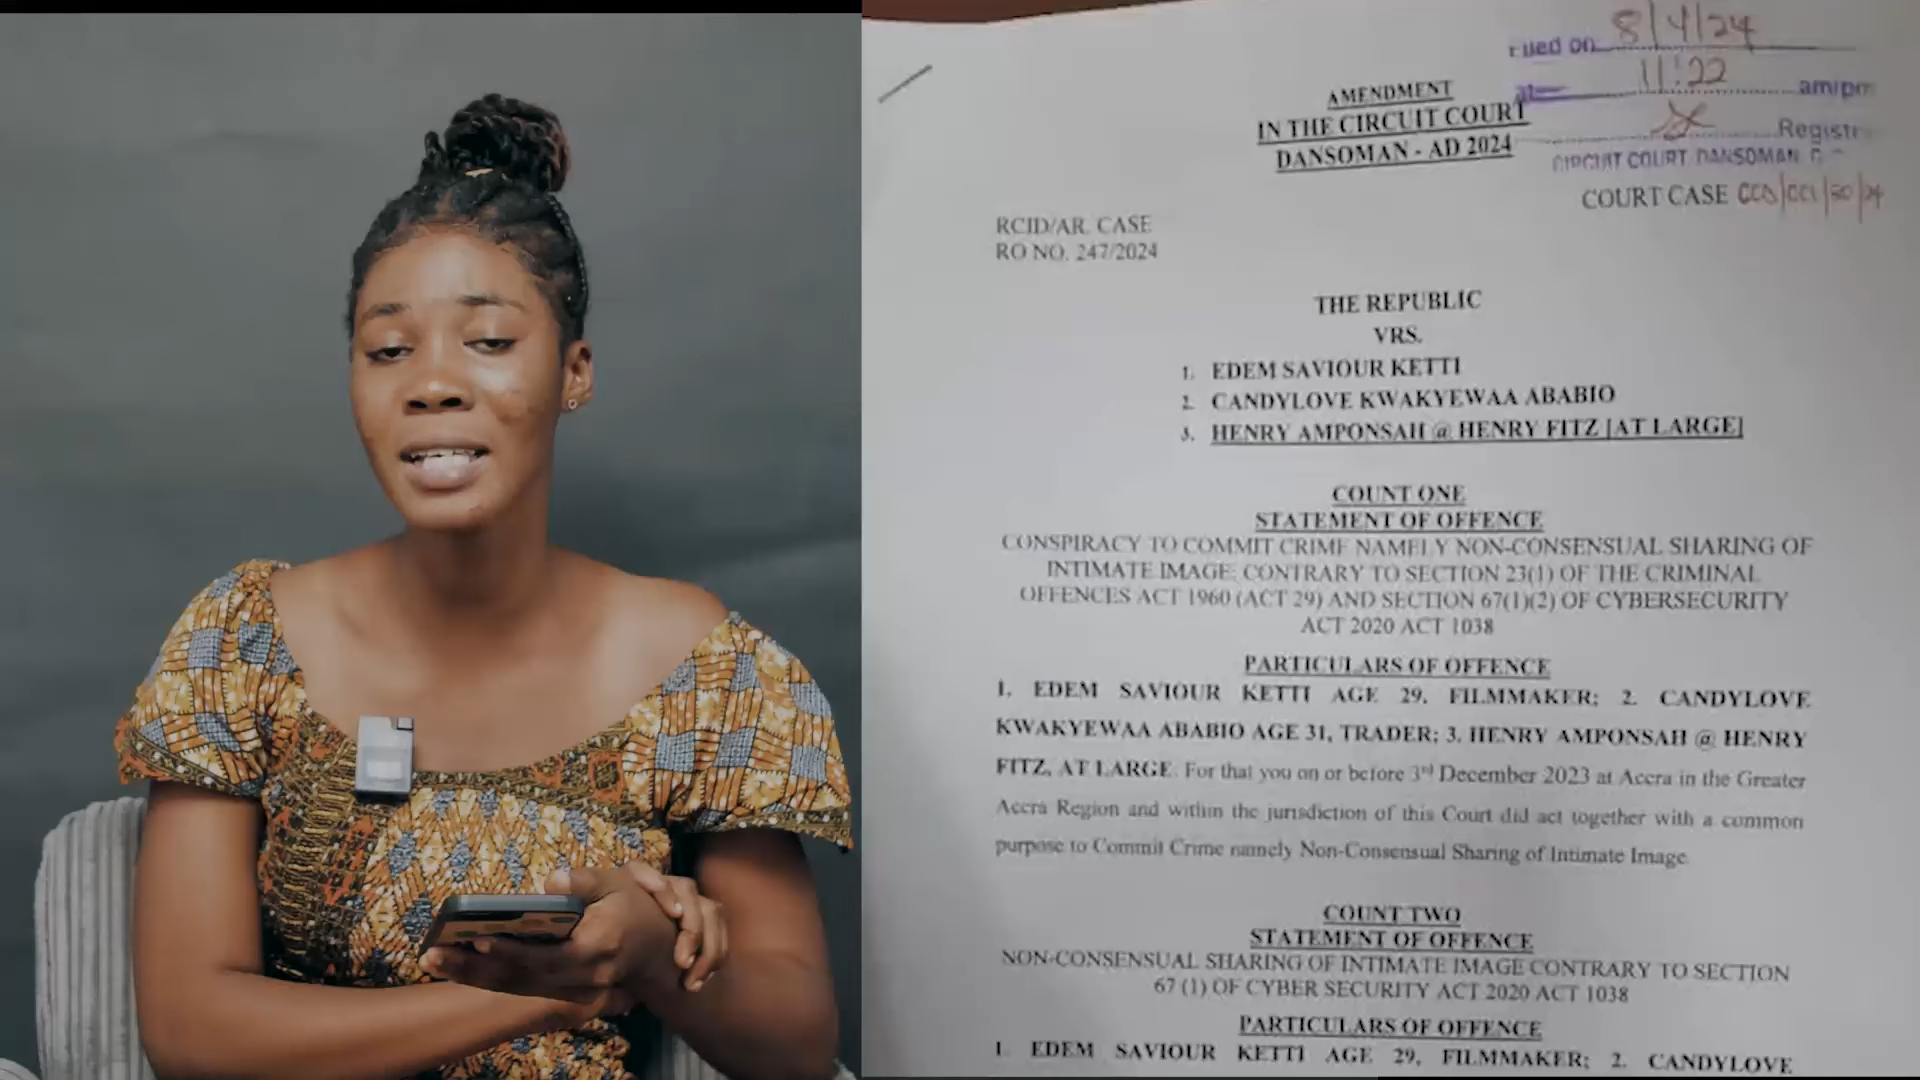 Filed on 8/4/24
at 11:22 am/pm
Registr
CIRCUIT COURT DANSOMAN
AMENDMENT
IN THE CIRCUIT COURT
DANSOMAN - AD 2024
COURT CASE
RCID/AR. CASE
RO NO. 247/2024
THE REPUBLIC
VRS.
1. EDEM SAVIOUR KETTI
2. CANDYLOVE KWAKYEWAA ABABIO
3. HENRY AMPONSAH @ HENRY FITZ [AT LARGE]
COUNT ONE
STATEMENT OF OFFENCE
CONSPIRACY TO COMMIT CRIME NAMELY NON-CONSENSUAL SHARING OF
INTIMATE IMAGE; CONTRARY TO SECTION 23(1) OF THE CRIMINAL
OFFENCES ACT 1960 (ACT 29) AND SECTION 67(1)(2) OF CYBERSECURITY
ACT 2020 ACT 1038
PARTICULARS OF OFFENCE
1. EDEM SAVIOUR KETTI AGE 29, FILMMAKER; 2. CANDYLOVE
KWAKYEWAA ABABIO AGE 31, TRADER; 3. HENRY AMPONSAH @ HENRY
FITZ, AT LARGE. For that you on or before 3rd December 2023 at Accra in the Greater
Accra Region and within the jurisdiction of this Court did act together with a common
purpose to Commit Crime namely Non-Consensual Sharing of Intimate Image.
COUNT TWO
STATEMENT OF OFFENCE
NON-CONSENSUAL SHARING OF INTIMATE IMAGE CONTRARY TO SECTION
67 (1) OF CYBER SECURITY ACT 2020 ACT 1038
PARTICULARS OF OFFENCE
1. EDEM SAVIOUR KETTI AGE 29, FILMMAKER; 2. CANDYLOVE